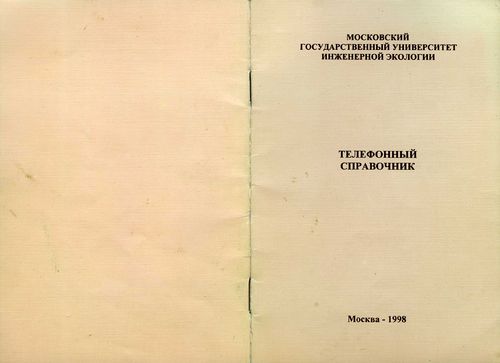 МОСКОВСКИЙ
ГОСУДАРСТВЕННЫЙ УНИВЕРСИТЕТ
ИНЖЕНЕРНОЙ ЭКОЛОГИИ
ТЕЛЕФОННЫЙ
СПРАВОЧНИК
Москва - 1998